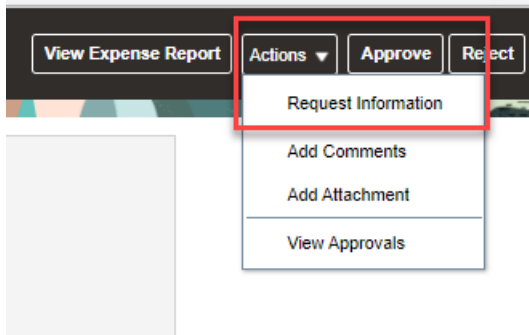 View Expense Report Actions ▼ Approve Reject
Request Information
Add Comments
Add Attachment
View Approvals